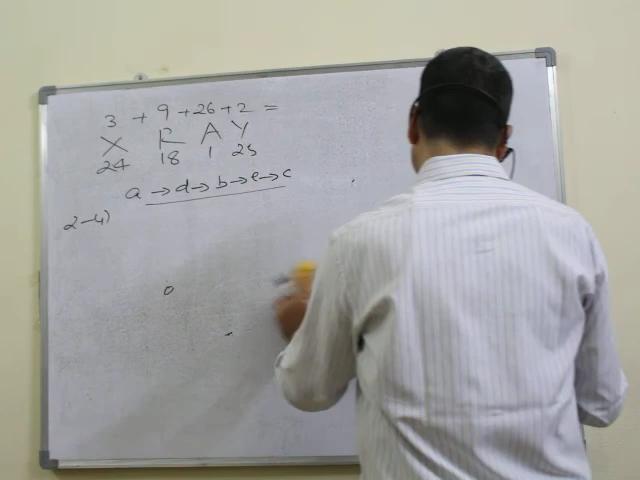 3 + 9 + 26 + 2 =
X R A Y
24 18 1 25
a → d → b → e → c
2-4)